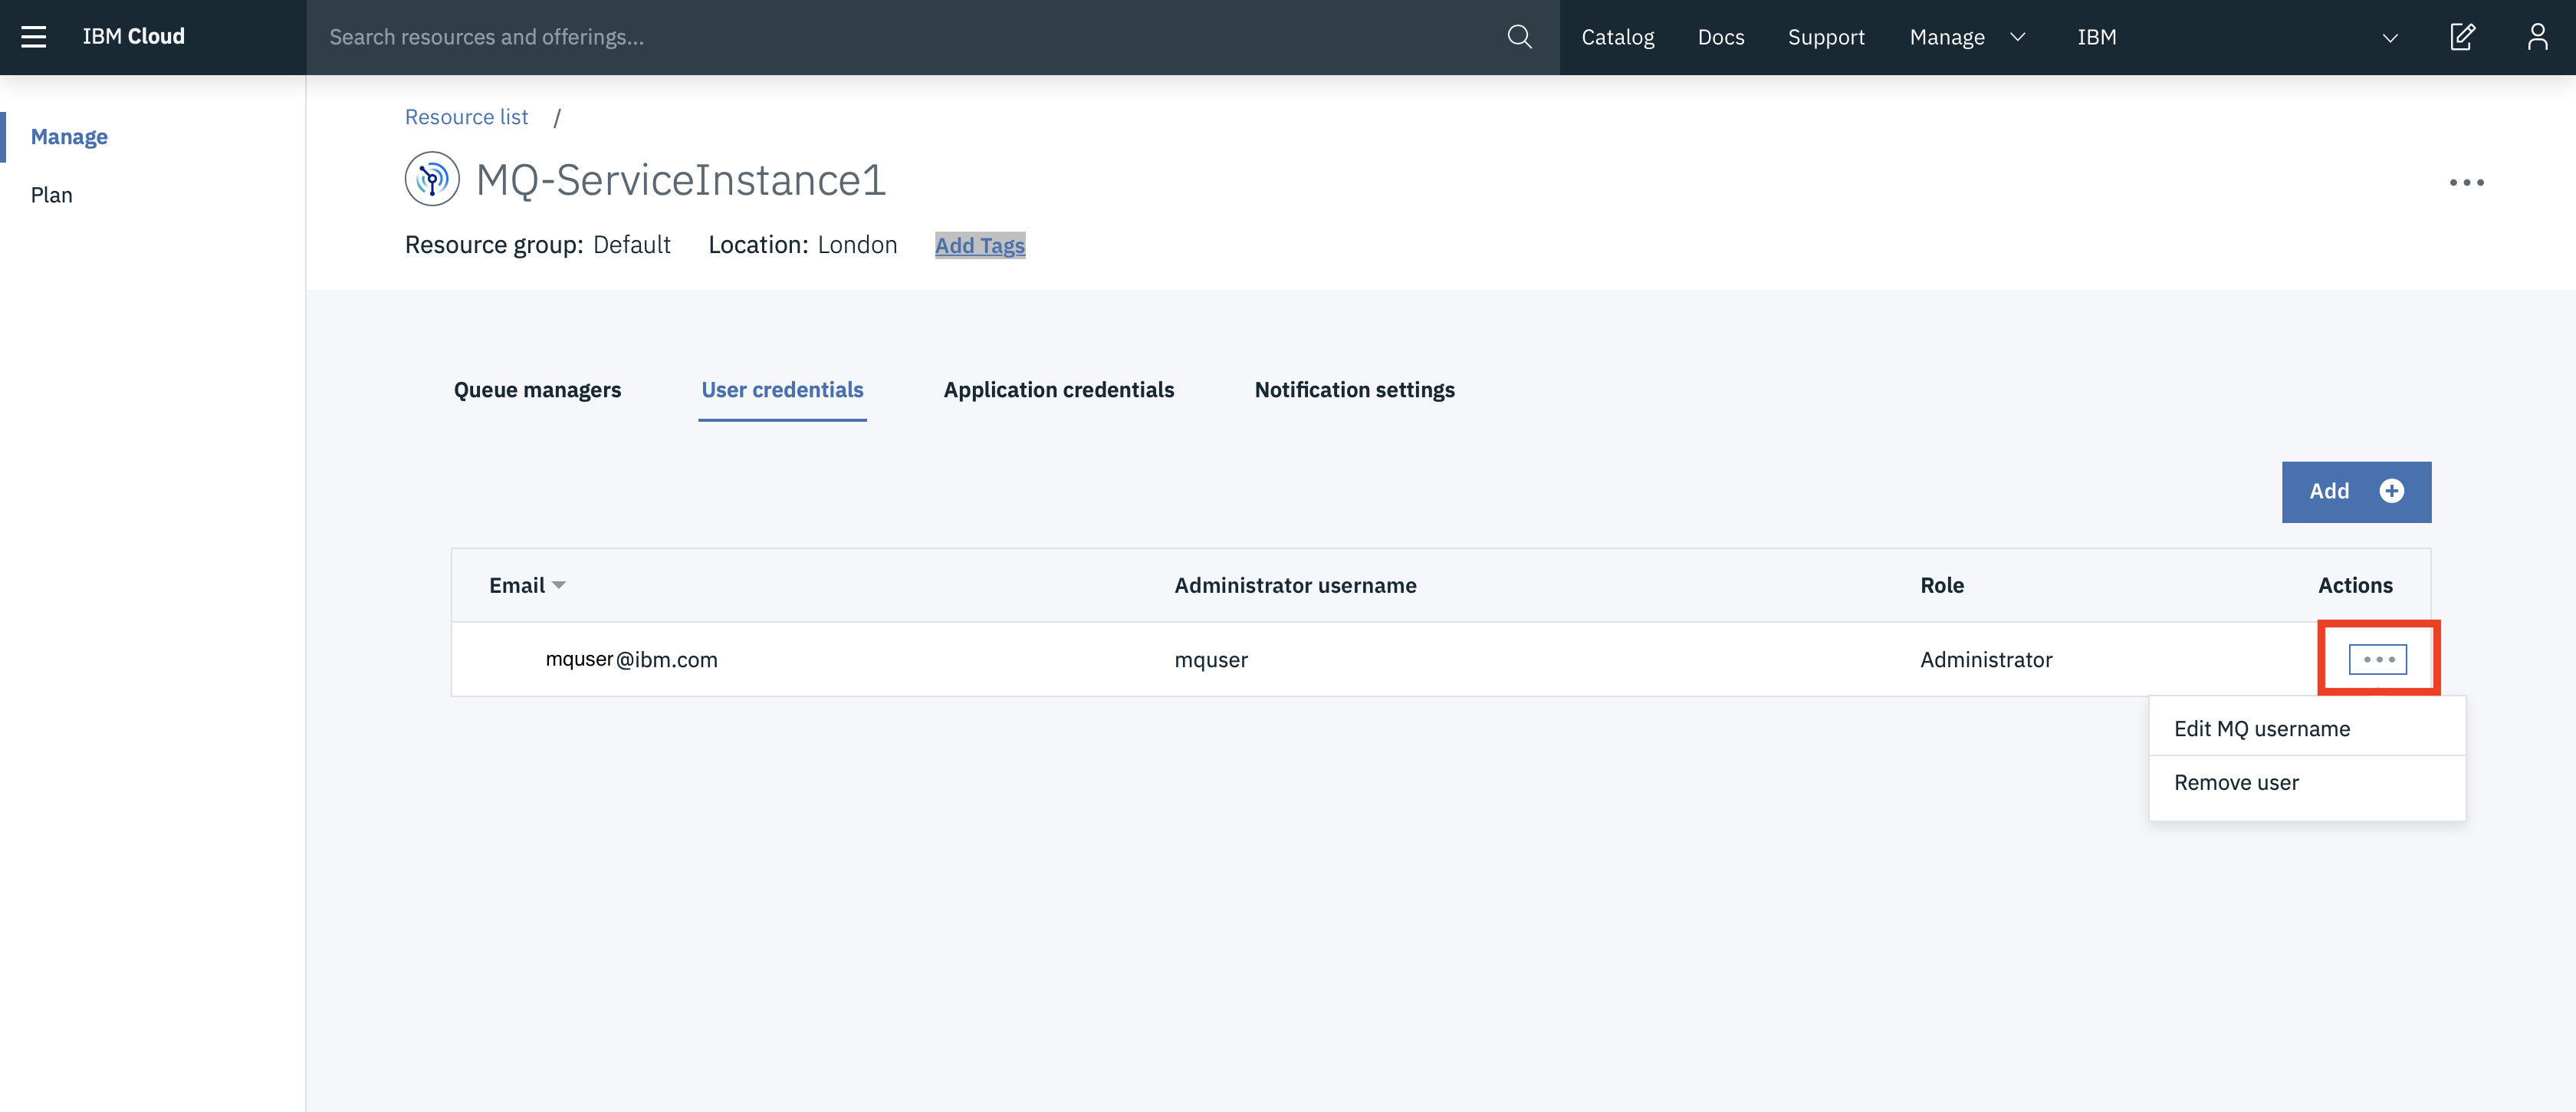 IBM Cloud
Search resources and offerings...
Catalog Docs Support Manage IBM
Manage
Plan
Resource list /
MQ-ServiceInstance1
Resource group: Default Location: London Add Tags
Queue managers User credentials Application credentials Notification settings
Add
Email Administrator username Role Actions
mquser@ibm.com mquser Administrator
Edit MQ username
Remove user